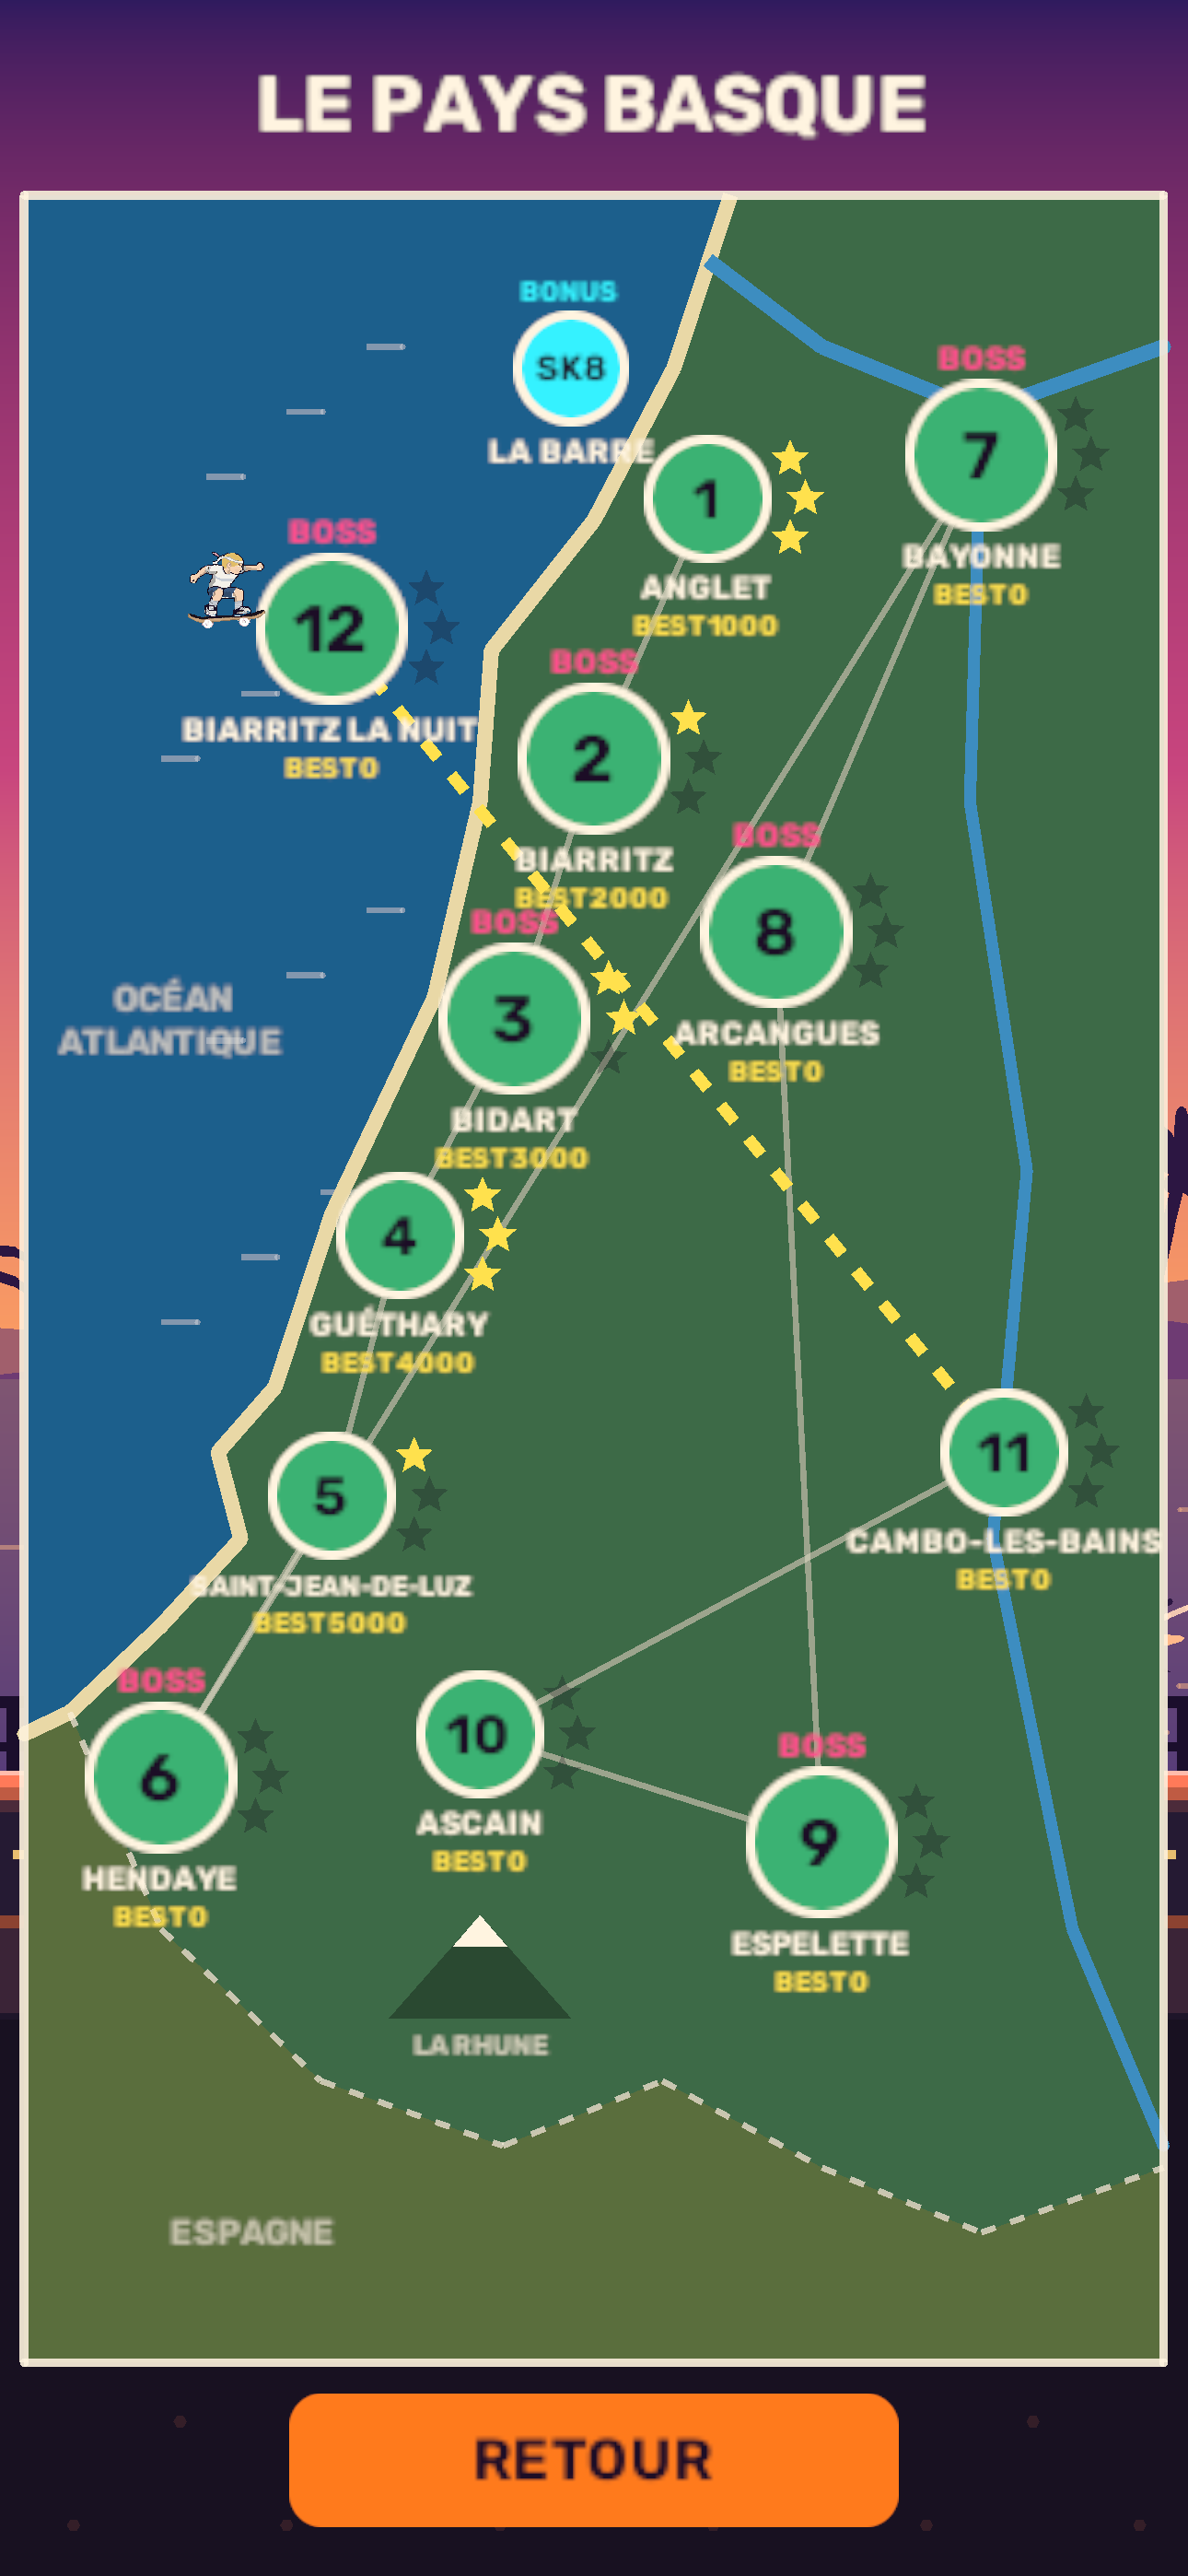 LE PAYS BASQUE
BONUS
SK8
LA BARRE
BOSS
7
BAYONNE
BEST0
1
ANGLET
BEST1000
BOSS
12
BIARRITZ LA NUIT
BEST0
BOSS
2
BIARRITZ
BEST2000
BOSS
8
ARCANGUES
BEST0
BOSS
3
BIDART
BEST3000
OCÉAN
ATLANTIQUE
4
GUÉTHARY
BEST4000
5
SAINT-JEAN-DE-LUZ
BEST5000
11
CAMBO-LES-BAINS
BEST0
BOSS
6
HENDAYE
BEST0
10
ASCAIN
BEST0
BOSS
9
ESPELETTE
BEST0
LA RHUNE
ESPAGNE
RETOUR